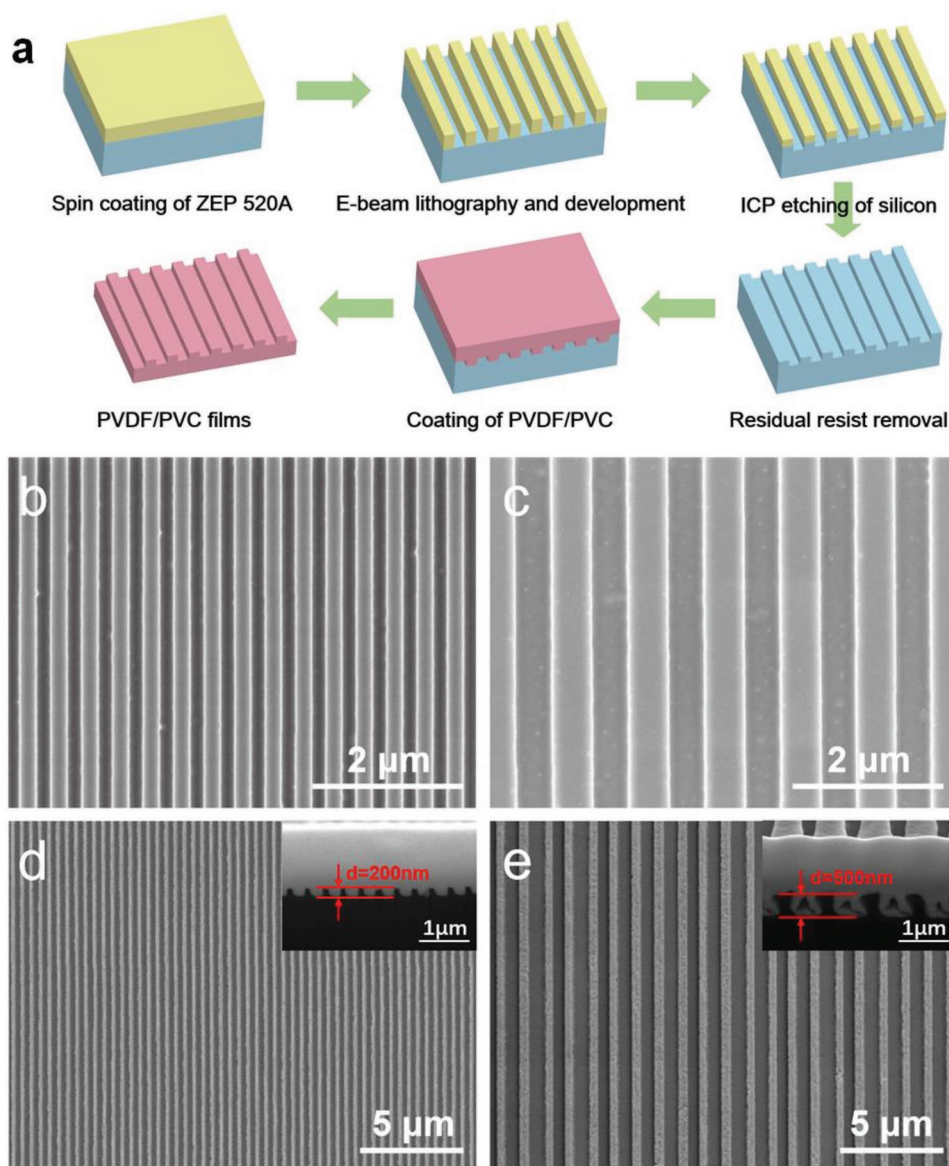 a
Spin coating of ZEP 520A
E-beam lithography and development
ICP etching of silicon
PVDF/PVC films
Coating of PVDF/PVC
Residual resist removal
b
2 µm
c
2 µm
d
d=200nm
1µm
5 µm
e
d=500nm
1µm
5 µm